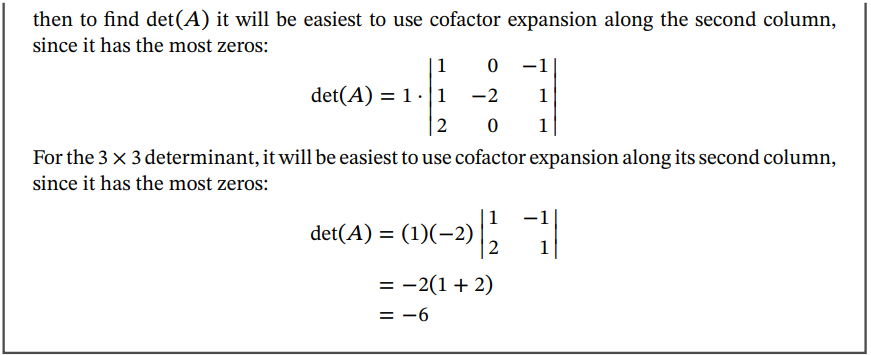 then to find det(A) it will be easiest to use cofactor expansion along the second column,
since it has the most zeros:
det(A) = 1 · |1 0 −1|
|1 −2 1|
|2 0 1|
For the 3 × 3 determinant, it will be easiest to use cofactor expansion along its second column,
since it has the most zeros:
det(A) = (1)(−2) |1 −1|
|2 1|
= −2(1 + 2)
= −6